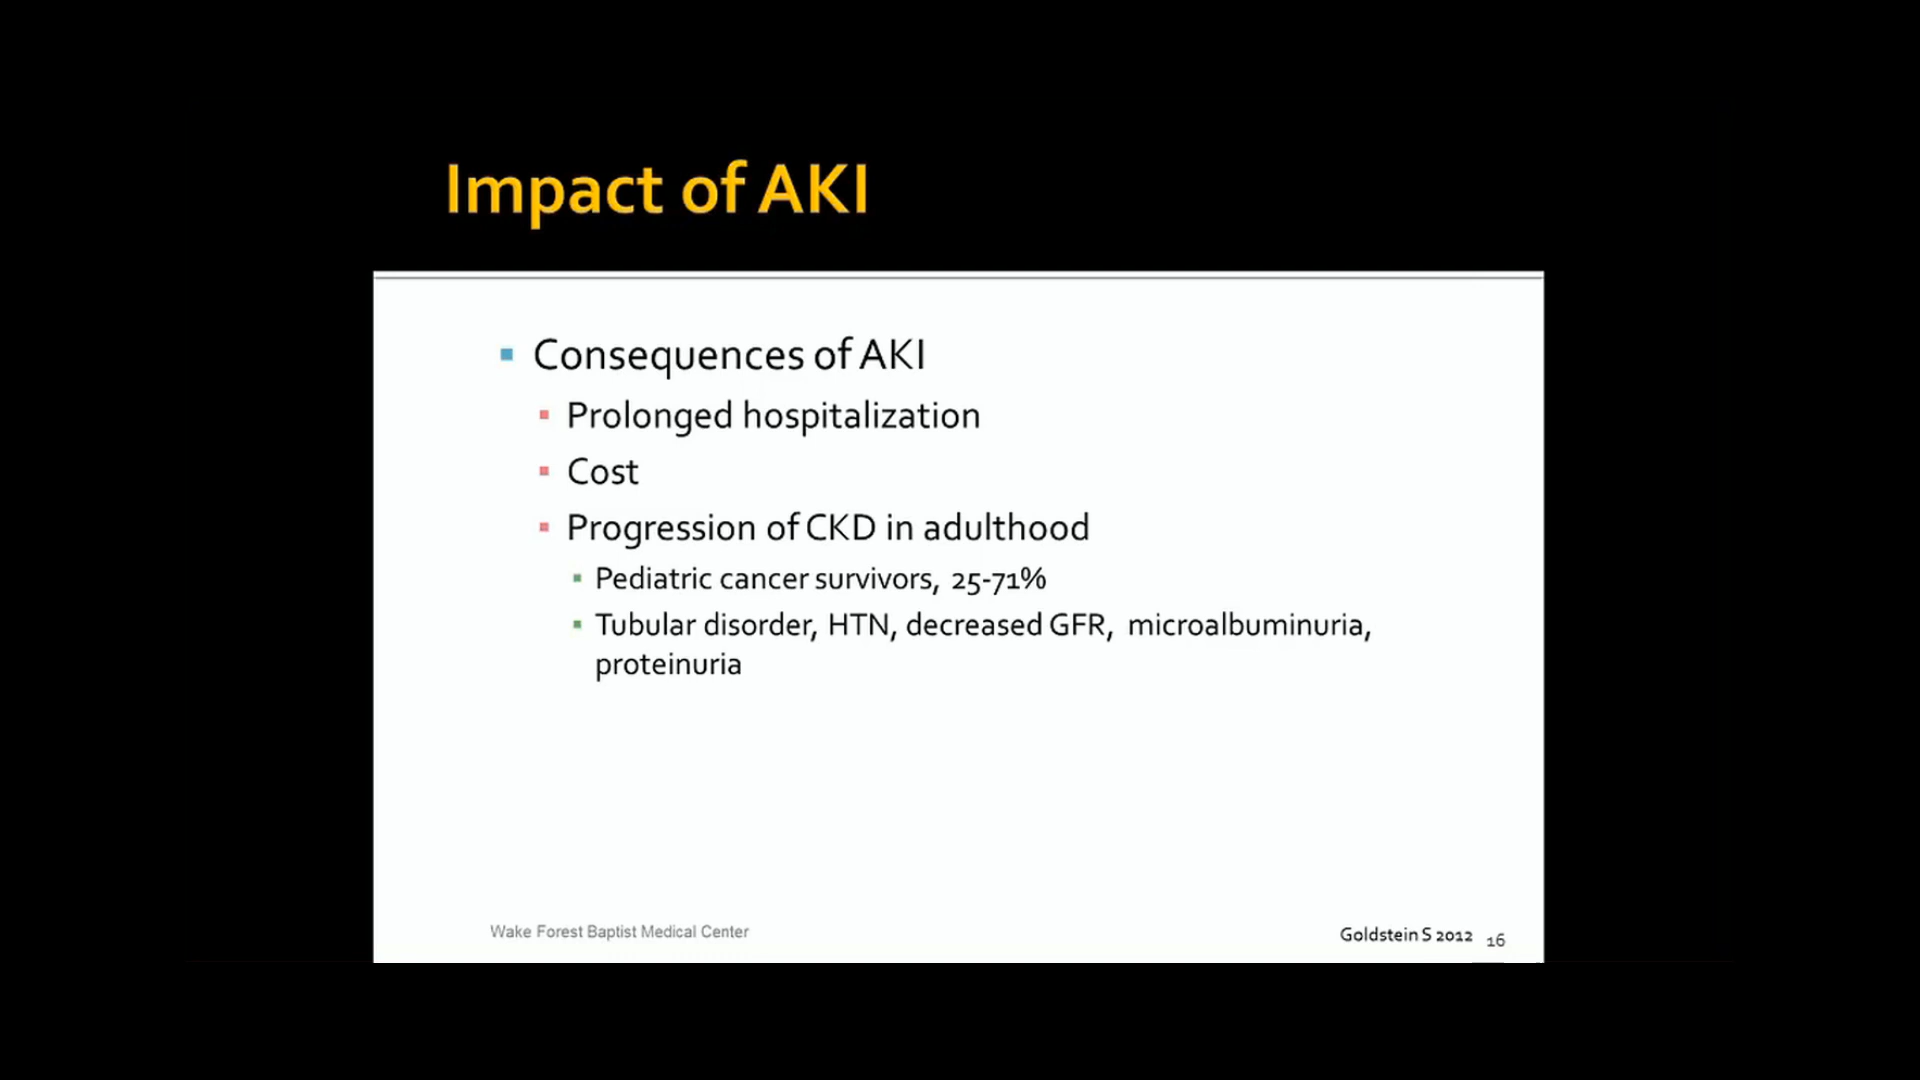 Impact of AKI
Consequences of AKI
Prolonged hospitalization
Cost
Progression of CKD in adulthood
Pediatric cancer survivors, 25-71%
Tubular disorder, HTN, decreased GFR, microalbuminuria,
proteinuria
Wake Forest Baptist Medical Center
Goldstein S 2012
16